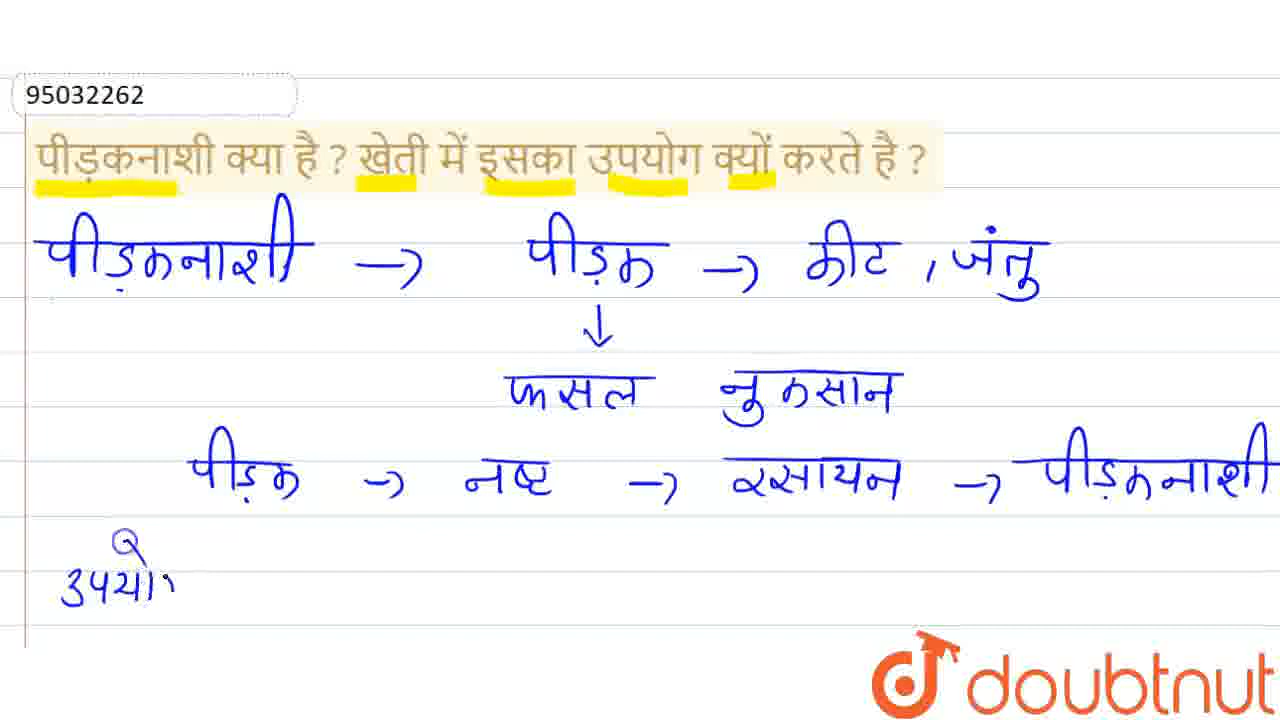 95032262
पीड़कनाशी क्या है ? खेती में इसका उपयोग क्यों करते है ?
पीड़कनाशी → पीड़क → कीट , जंतु
↓
फसल नुकसान
पीड़क → नष्ट → रसायन → पीड़कनाशी
उपयो
doubtnut